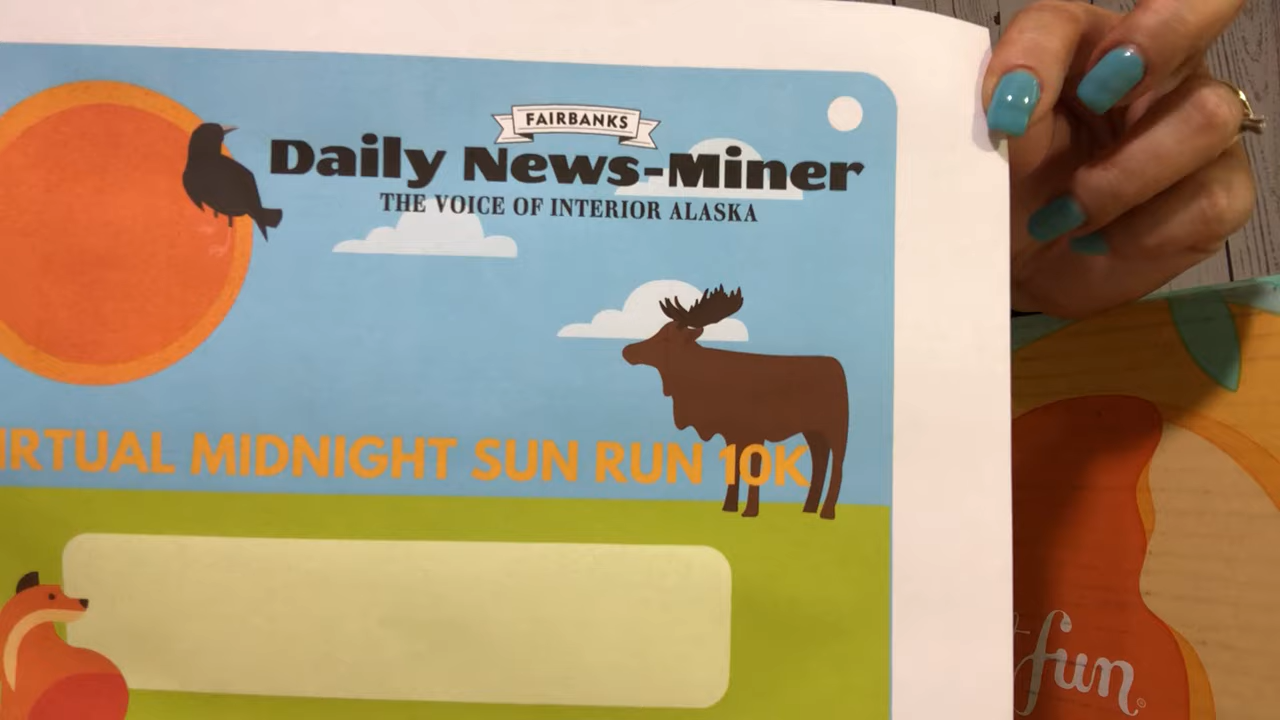 FAIRBANKS
Daily News-Miner
THE VOICE OF INTERIOR ALASKA
IRTUAL MIDNIGHT SUN RUN 10K
fun